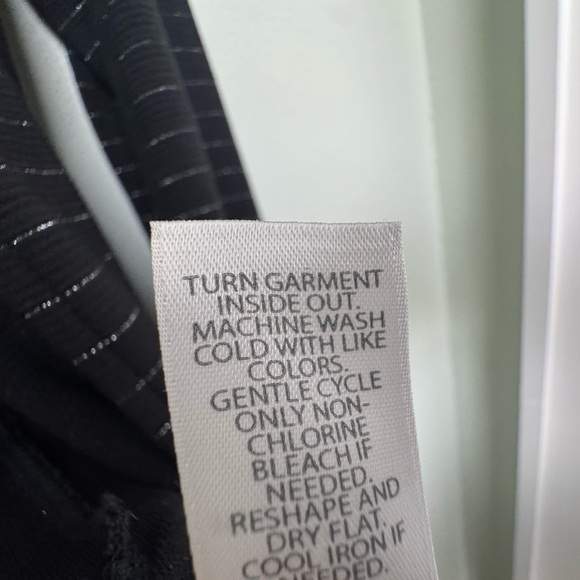 TURN GARMENT
INSIDE OUT.
MACHINE WASH
COLD WITH LIKE
COLORS.
GENTLE CYCLE
ONLY NON-
CHLORINE
BLEACH IF
NEEDED.
RESHAPE AND
DRY FLAT.
COOL IRON IF
NEEDED.